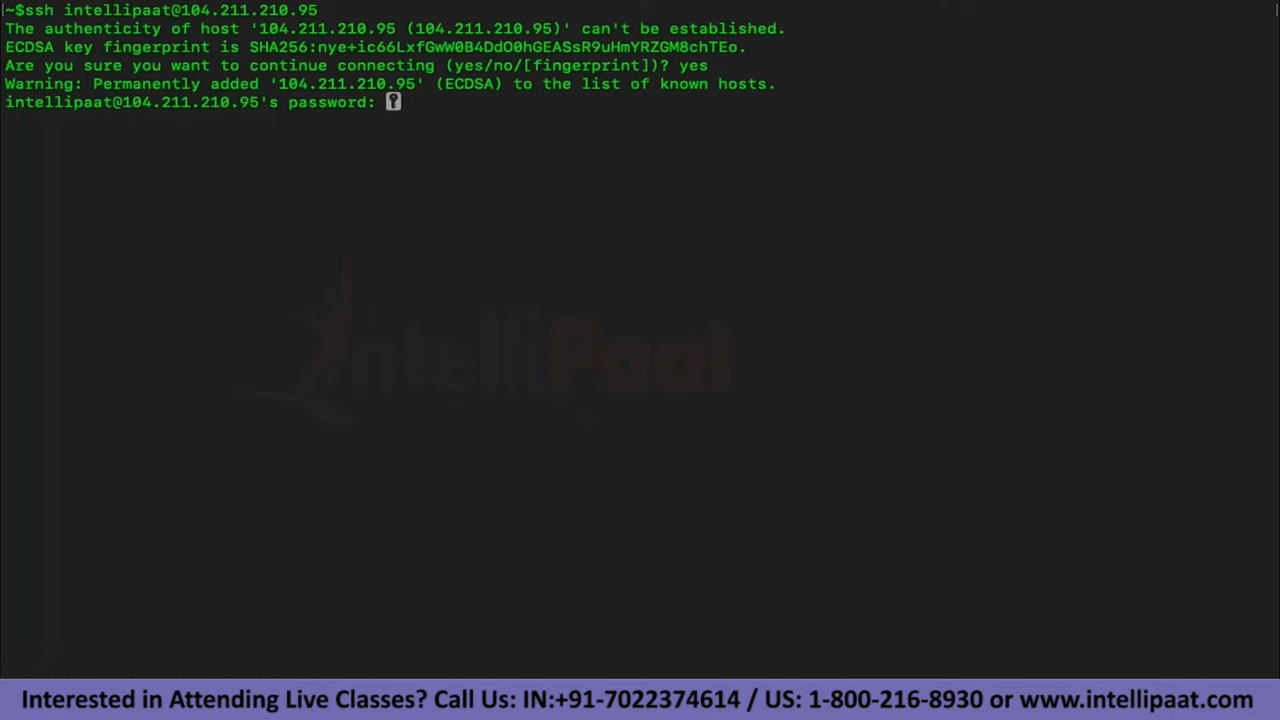 ~$ssh intellipaat@104.211.210.95
The authenticity of host '104.211.210.95 (104.211.210.95)' can't be established.
ECDSA key fingerprint is SHA256:nye+ic66LxfGwW0B4DdO0hGEASsR9uHmYRZGM8chTEo.
Are you sure you want to continue connecting (yes/no/[fingerprint])? yes
Warning: Permanently added '104.211.210.95' (ECDSA) to the list of known hosts.
intellipaat@104.211.210.95's password:
IntelliPaat
Interested in Attending Live Classes? Call Us: IN:+91-7022374614 / US: 1-800-216-8930 or www.intellipaat.com